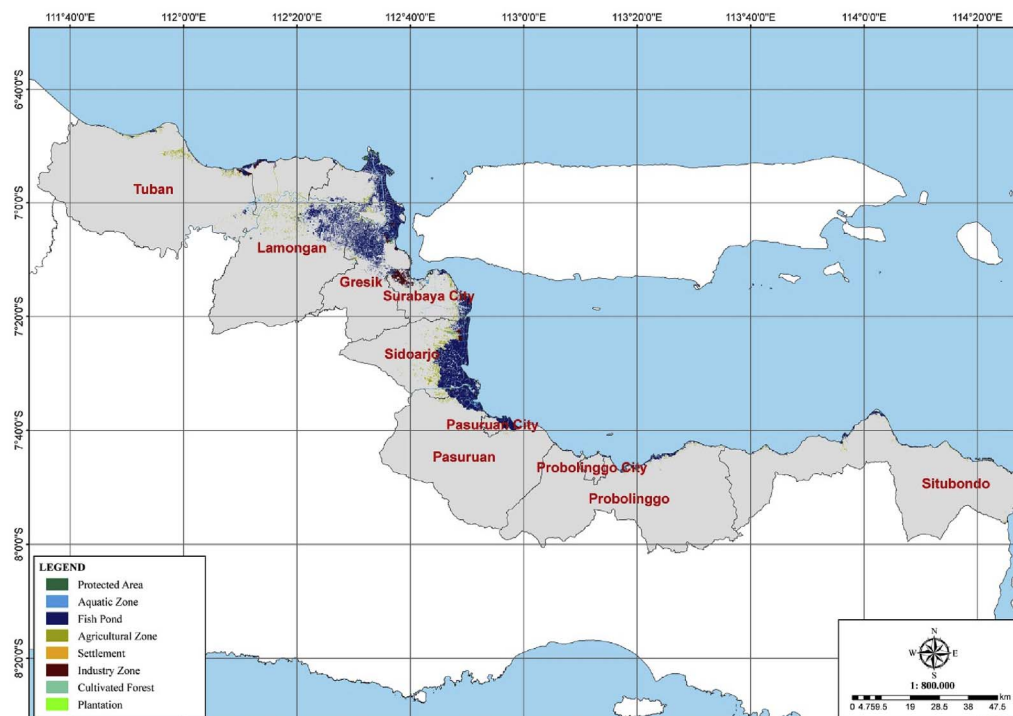 111°40'0"E 112°0'0"E 112°20'0"E 112°40'0"E 113°0'0"E 113°20'0"E 113°40'0"E 114°0'0"E 114°20'0"E
6°40'0"S
7°0'0"S
7°20'0"S
7°40'0"S
8°0'0"S
8°20'0"S
Tuban
Lamongan
Gresik
Surabaya City
Sidoarjo
Pasuruan City
Pasuruan
Probolinggo City
Probolinggo
Situbondo
LEGEND
Protected Area
Aquatic Zone
Fish Pond
Agricultural Zone
Settlement
Industry Zone
Cultivated Forest
Plantation
N
W E
S
1: 800.000
km
0 4.759.5 19 28.5 38 47.5